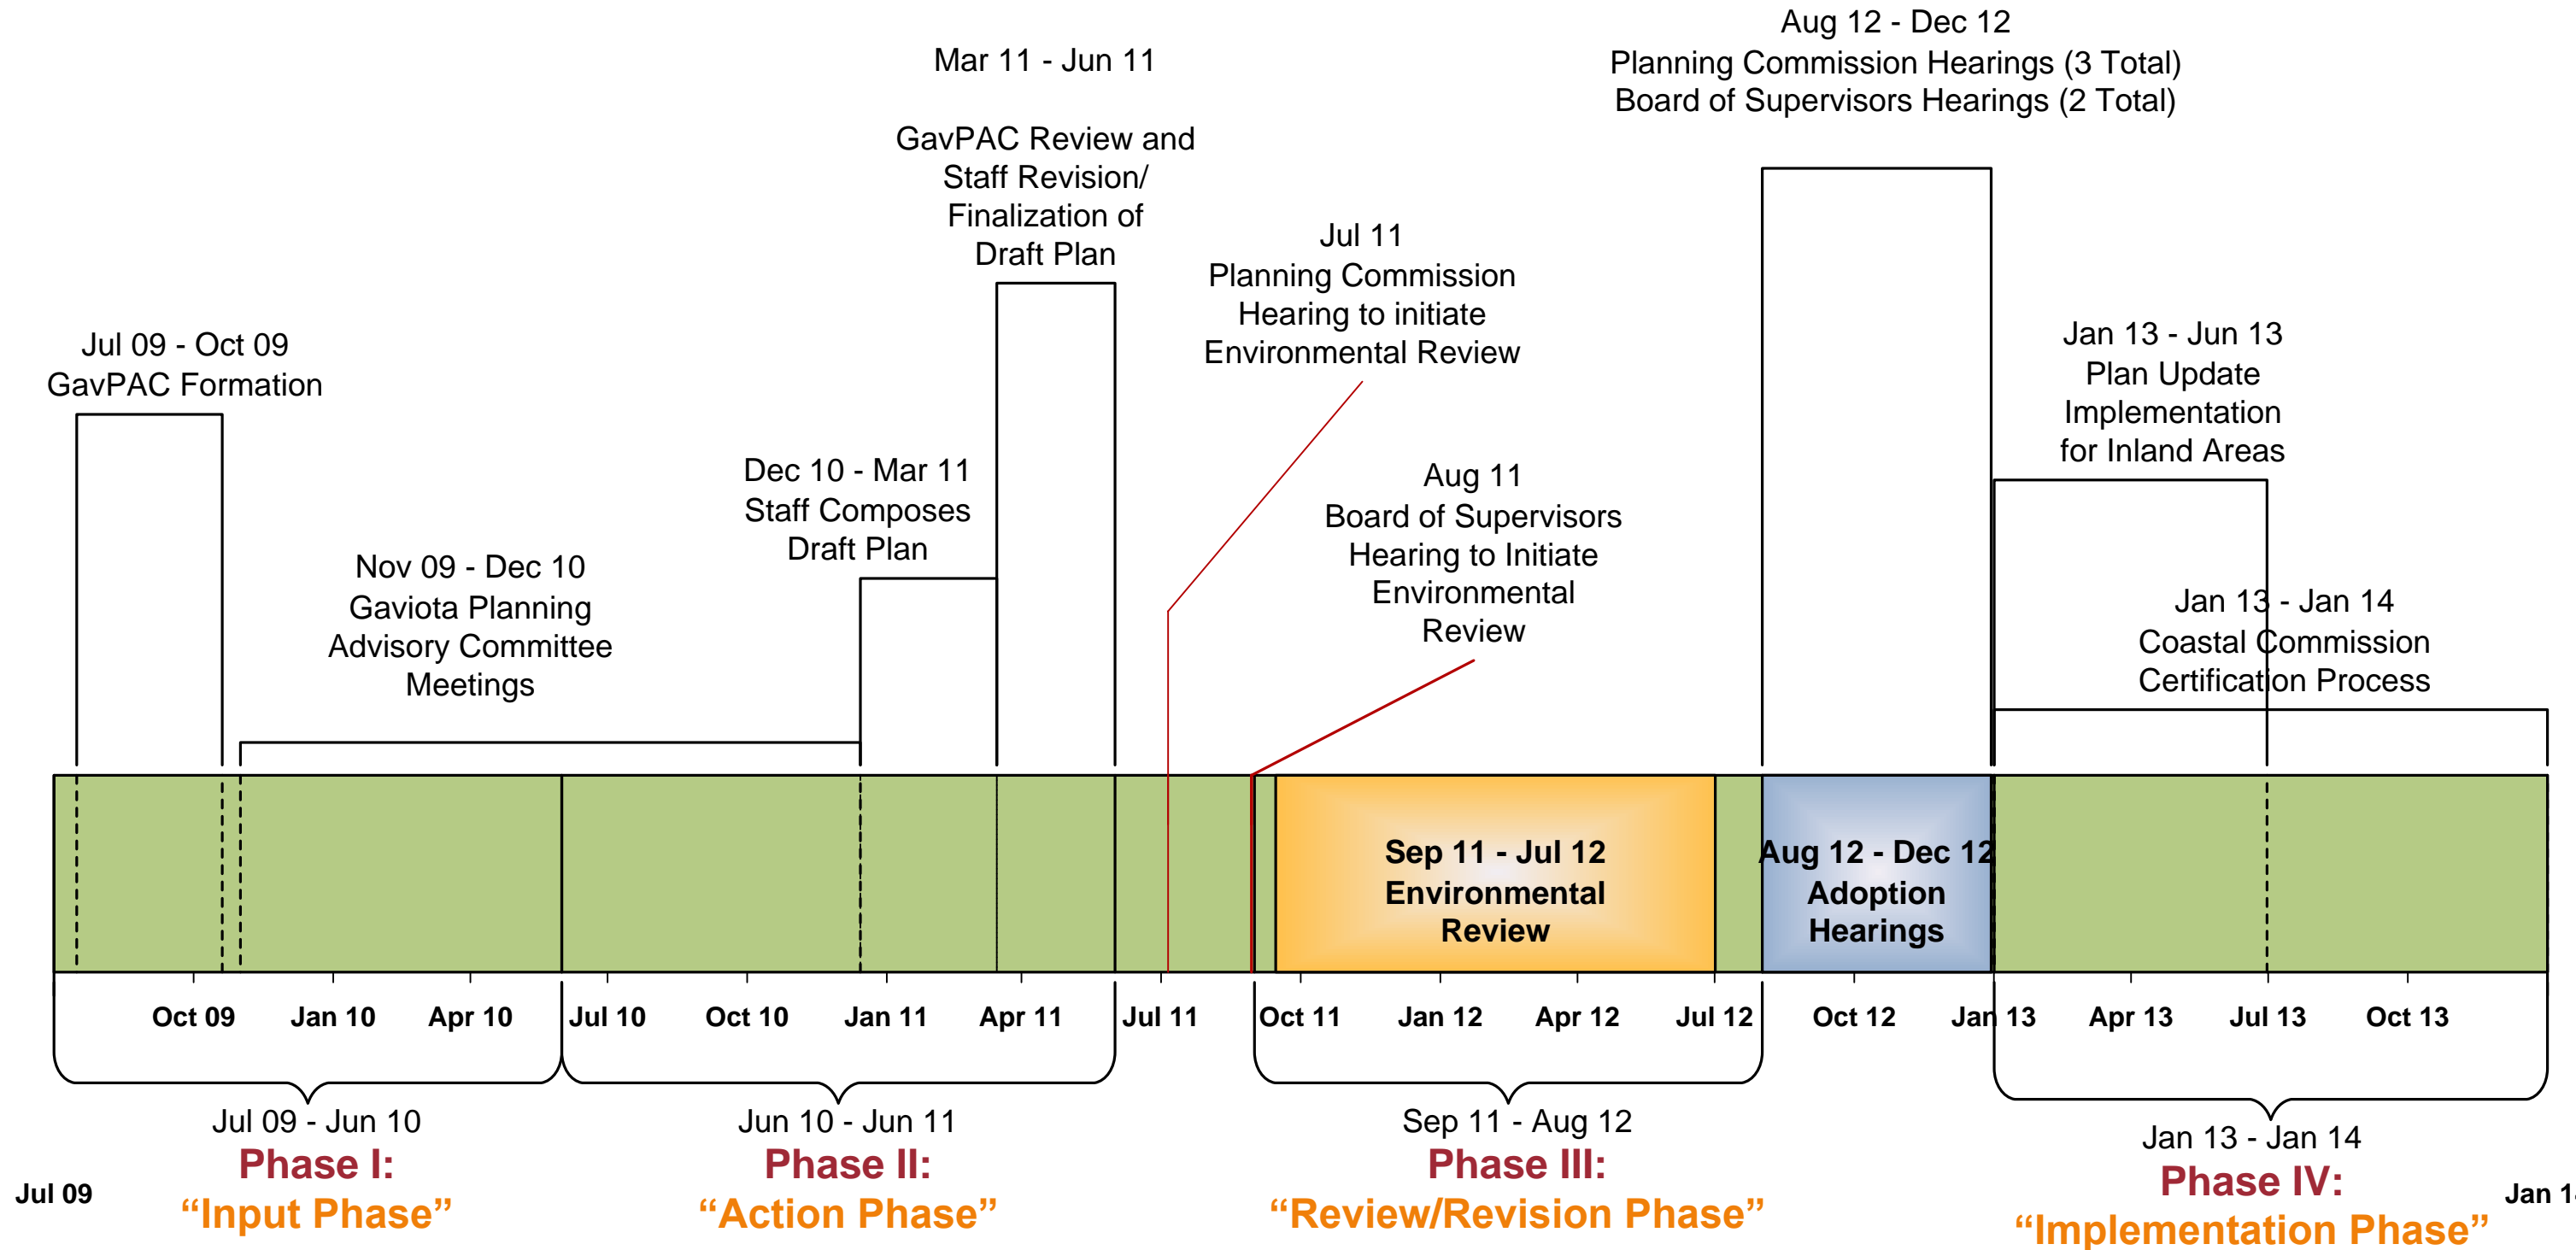 Aug 12 - Dec 12
Planning Commission Hearings (3 Total)
Board of Supervisors Hearings (2 Total)
Mar 11 - Jun 11
GavPAC Review and
Staff Revision/
Finalization of
Draft Plan
Jul 11
Planning Commission
Hearing to initiate
Environmental Review
Jul 09 - Oct 09
GavPAC Formation
Jan 13 - Jun 13
Plan Update
Implementation
for Inland Areas
Dec 10 - Mar 11
Staff Composes
Draft Plan
Aug 11
Board of Supervisors
Hearing to Initiate
Environmental
Review
Nov 09 - Dec 10
Gaviota Planning
Advisory Committee
Meetings
Jan 13 - Jan 14
Coastal Commission
Certification Process
Sep 11 - Jul 12
Environmental
Review
Aug 12 - Dec 12
Adoption
Hearings
Oct 09
Jan 10
Apr 10
Jul 10
Oct 10
Jan 11
Apr 11
Jul 11
Oct 11
Jan 12
Apr 12
Jul 12
Oct 12
Jan 13
Apr 13
Jul 13
Oct 13
Jul 09 - Jun 10
Phase I:
“Input Phase”
Jun 10 - Jun 11
Phase II:
“Action Phase”
Sep 11 - Aug 12
Phase III:
“Review/Revision Phase”
Jan 13 - Jan 14
Phase IV:
“Implementation Phase”
Jul 09
Jan